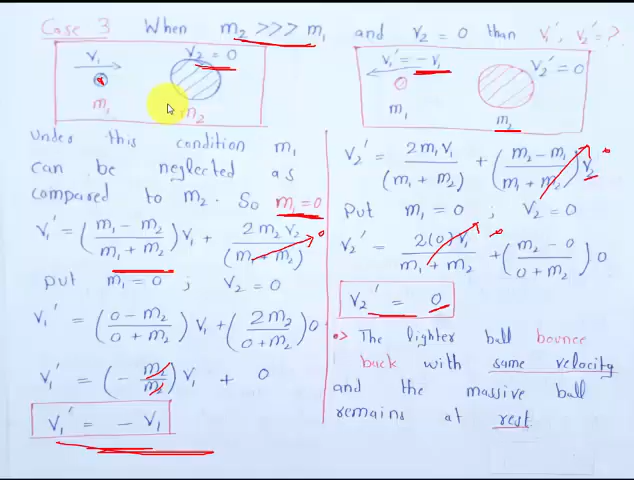 Case 3 When m₂ >>> m₁ and v₂ = 0 than v₁', v₂' = ?
v₁
v₂ = 0
m₁
m₂
Under this condition m₁
can be neglected as
compared to m₂. So m₁=0
v₁' = ((m₁ - m₂)/(m₁ + m₂)) v₁ + 2m₂v₂/(m₁ + m₂) 0
put m₁ = 0 ; v₂ = 0
v₁' = ((0 - m₂)/(0 + m₂)) v₁ + (2m₂/(0 + m₂)) 0
v₁' = (- m₂/m₂) v₁ + 0
v₁' = - v₁
v₁' = - v₁
v₂' = 0
m₁
m₂
v₂' = 2m₁v₁/(m₁ + m₂) + ((m₂ - m₁)/(m₁ + m₂)) v₂ 0
Put m₁ = 0 ; v₂ = 0
v₂' = 2(0)v₁/(m₁ + m₂) 0 + ((m₂ - 0)/(0 + m₂)) 0
v₂' = 0
The lighter ball bounce
back with same velocity
and the massive ball
remains at rest